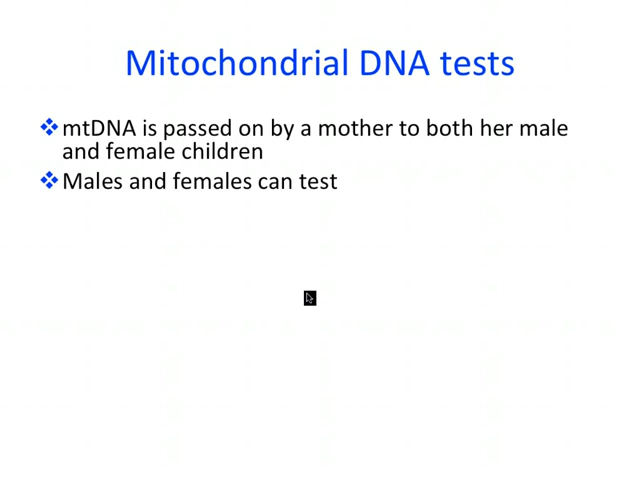 Mitochondrial DNA tests
❖mtDNA is passed on by a mother to both her male
and female children
❖Males and females can test